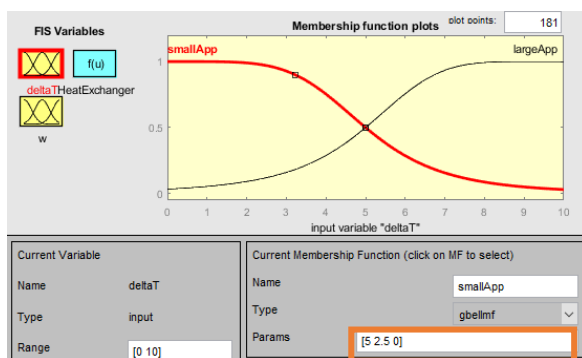 FIS Variables
Membership function plots
plot points:
181
f(u)
deltaT
HeatExchanger
w
smallApp
largeApp
1
0.5
0
0 1 2 3 4 5 6 7 8 9 10
input variable "deltaT"
Current Variable
Name deltaT
Type input
Range [0 10]
Current Membership Function (click on MF to select)
Name smallApp
Type gbellmf
Params [5 2.5 0]